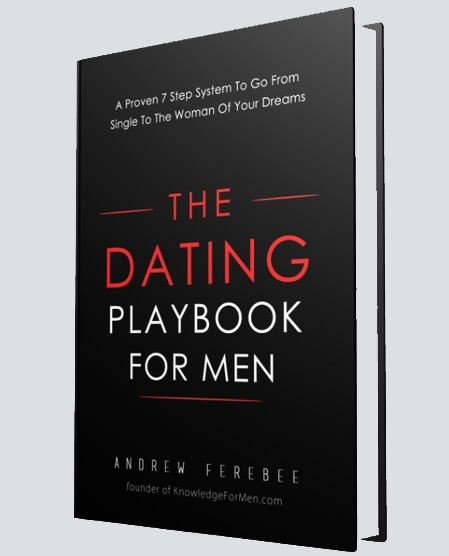 A Proven 7 Step System To Go From
Single To The Woman Of Your Dreams
THE
DATING
PLAYBOOK
FOR MEN
ANDREW FEREBEE
founder of KnowledgeForMen.com